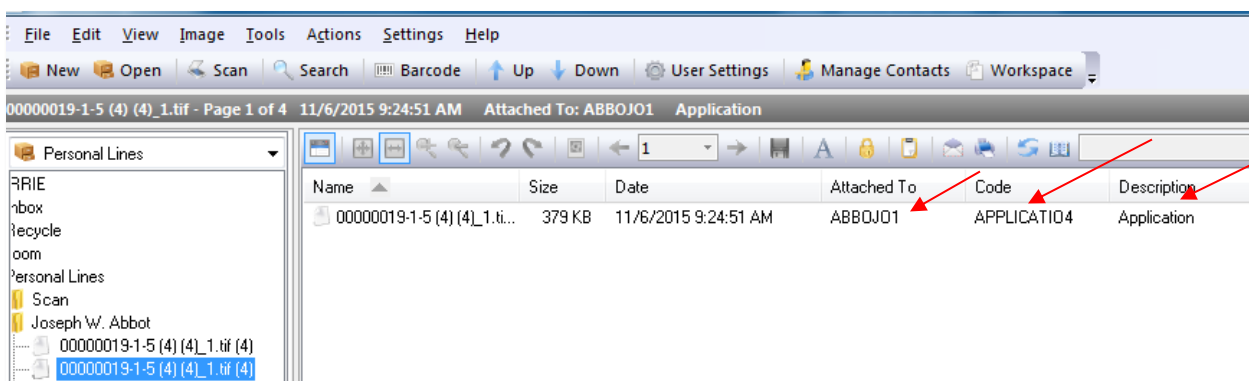 File Edit View Image Tools Actions Settings Help
New Open Scan Search Barcode Up Down User Settings Manage Contacts Workspace
00000019-1-5 (4) (4)_1.tif - Page 1 of 4 11/6/2015 9:24:51 AM Attached To: ABBOJO1 Application
Personal Lines
1
A
RRIE
Name Size Date Attached To Code Description
nbox
00000019-1-5 (4) (4)_1.ti... 379 KB 11/6/2015 9:24:51 AM ABBOJO1 APPLICATIO4 Application
Recycle
oom
Personal Lines
Scan
Joseph W. Abbot
00000019-1-5 (4) (4)_1.tif (4)
00000019-1-5 (4) (4)_1.tif (4)